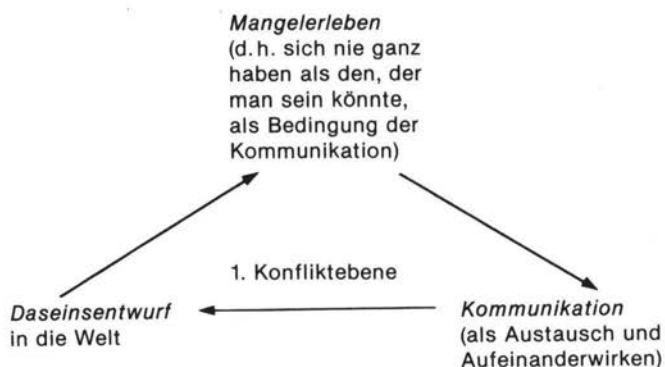 Mangelerleben
(d. h. sich nie ganz
haben als den, der
man sein könnte,
als Bedingung der
Kommunikation)
1. Konfliktebene
Daseinsentwurf
in die Welt
Kommunikation
(als Austausch und
Aufeinanderwirken)